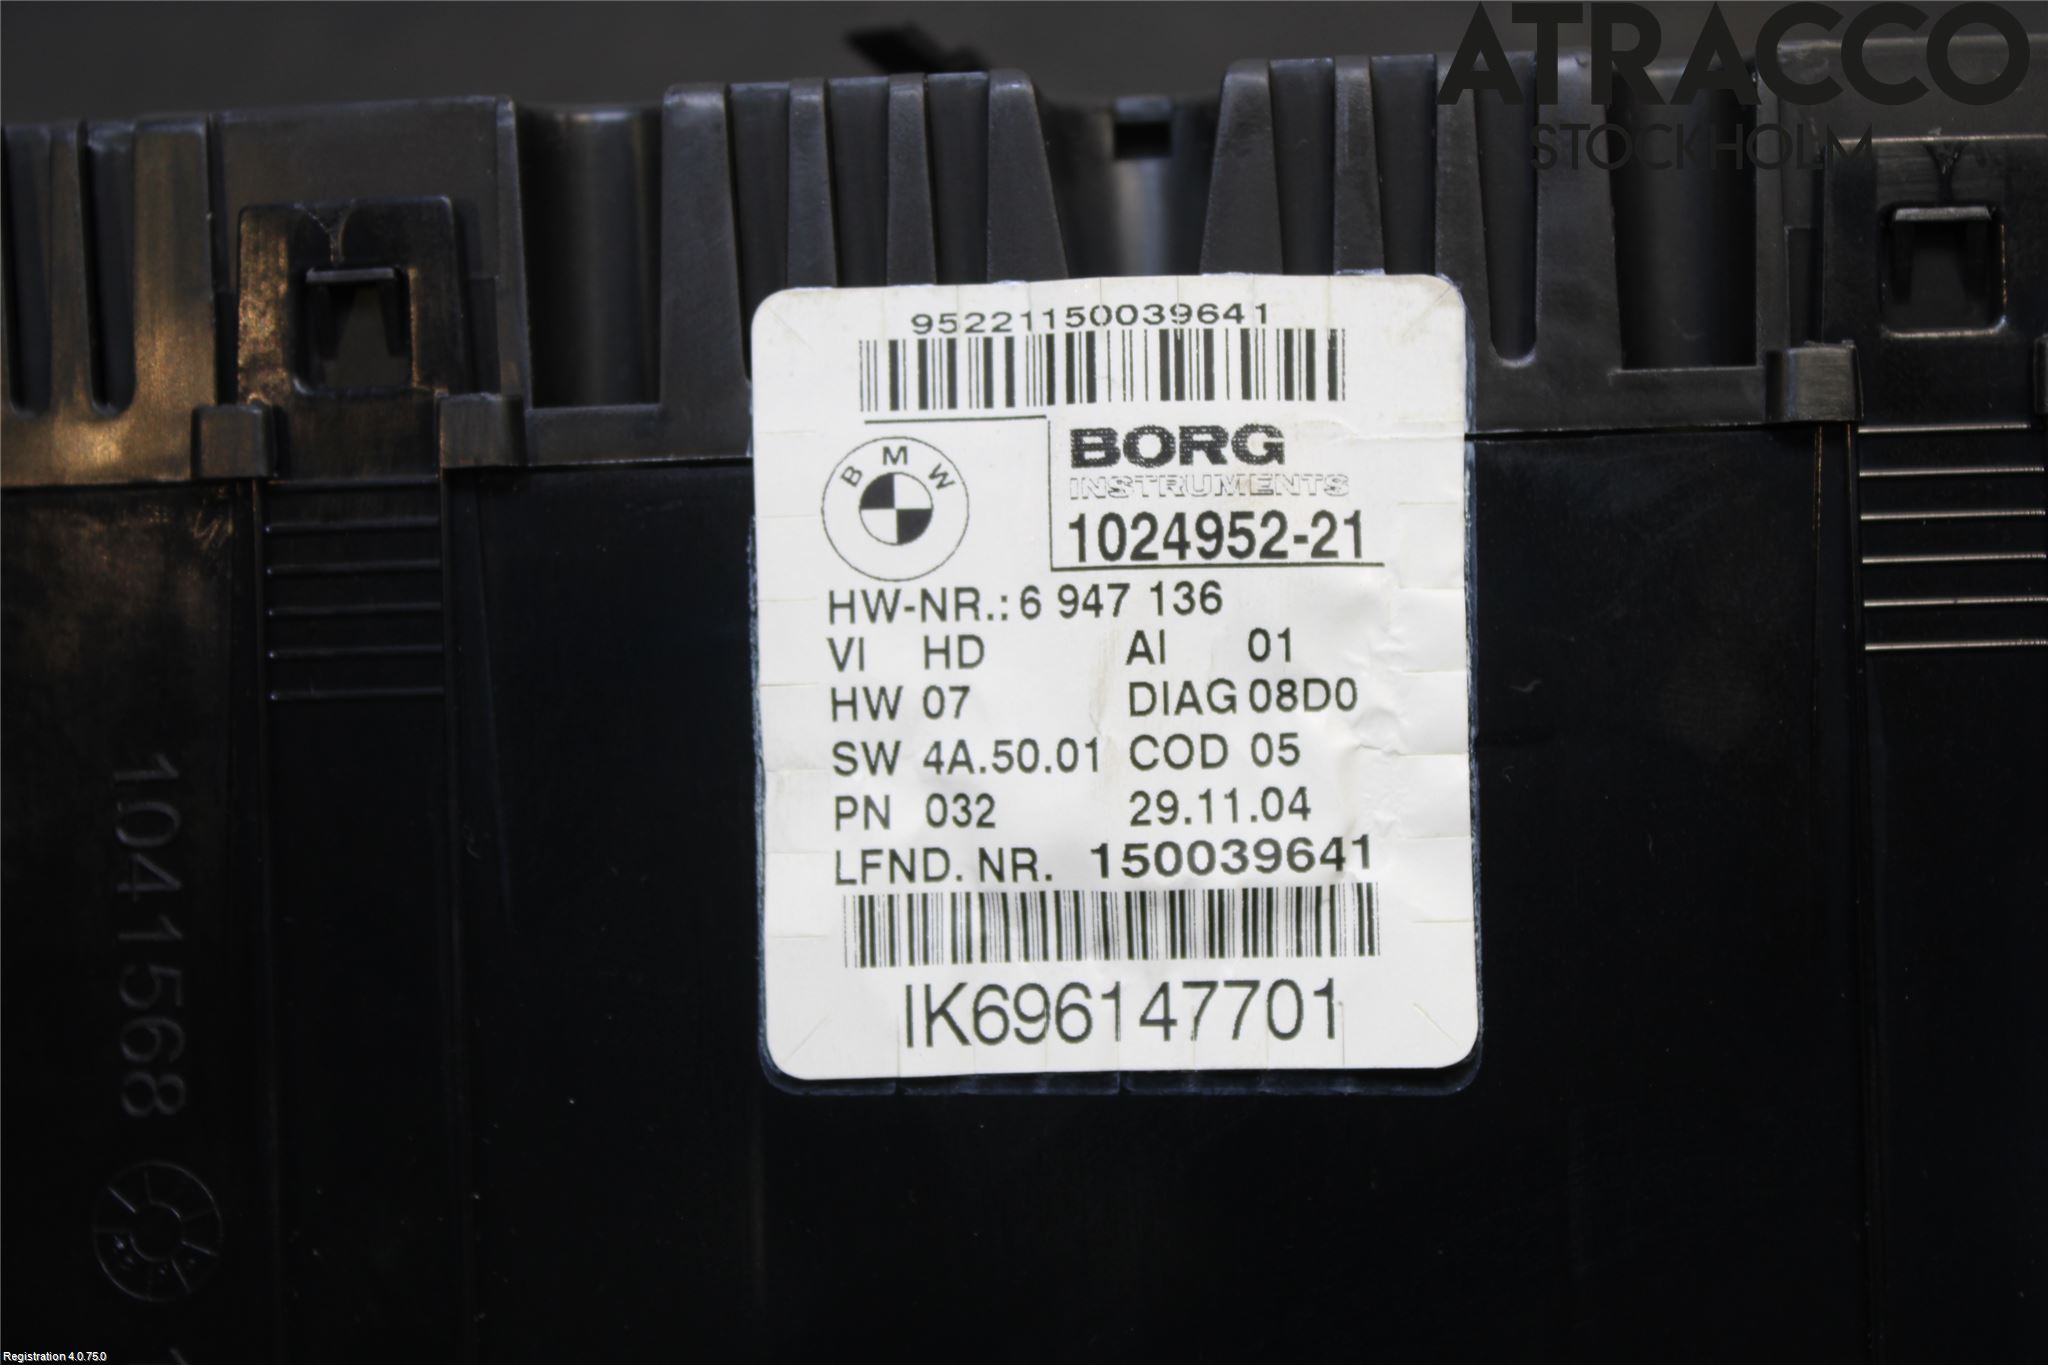 ATRACCO
STOCKHOLM
95221150039641
BMW
BORG
INSTRUMENTS
1024952-21
HW-NR.: 6 947 136
VI HD AI 01
HW 07 DIAG 08D0
SW 4A.50.01 COD 05
PN 032 29.11.04
LFND. NR. 150039641
IK696147701
1041568
Registration 4.0.75.0